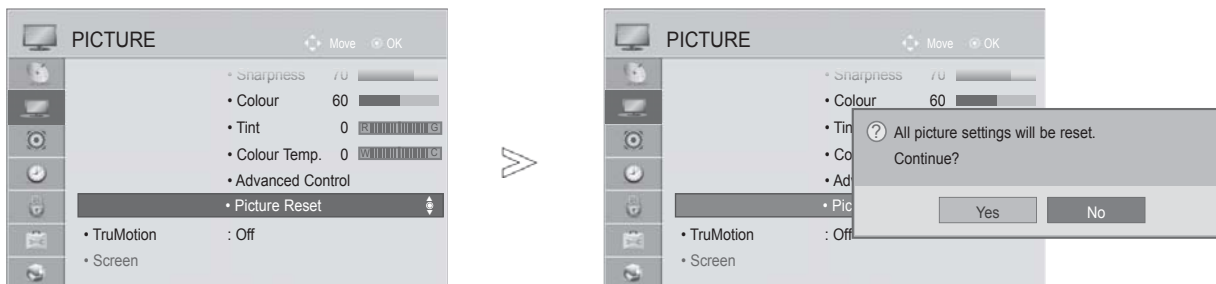 PICTURE
Move OK
• Sharpness 70
• Colour 60
• Tint 0 R G
• Colour Temp. 0 W C
• Advanced Control
• Picture Reset
• TruMotion : Off
• Screen
PICTURE
Move OK
• Sharpness 70
• Colour 60
• Tin
• Co
• Ad
• Pic
• TruMotion : Off
• Screen
? All picture settings will be reset.
Continue?
Yes No